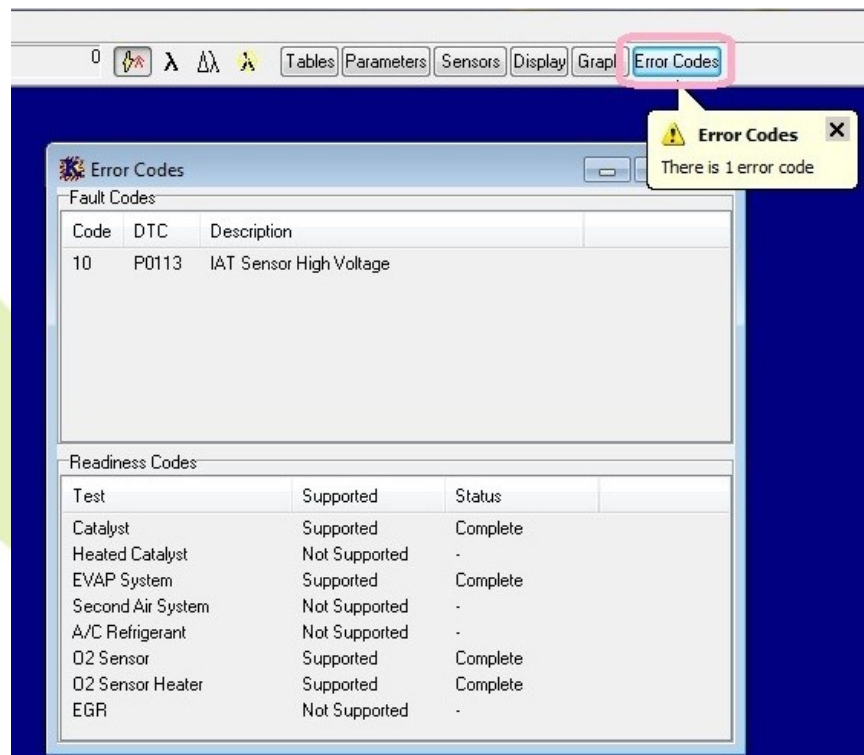 0 λ Δλ λ Tables Parameters Sensors Display Graph Error Codes
Error Codes
There is 1 error code
Error Codes
Fault Codes
Code DTC Description
10 P0113 IAT Sensor High Voltage
Readiness Codes
Test Supported Status
Catalyst Supported Complete
Heated Catalyst Not Supported -
EVAP System Supported Complete
Second Air System Not Supported -
A/C Refrigerant Not Supported -
O2 Sensor Supported Complete
O2 Sensor Heater Supported Complete
EGR Not Supported -